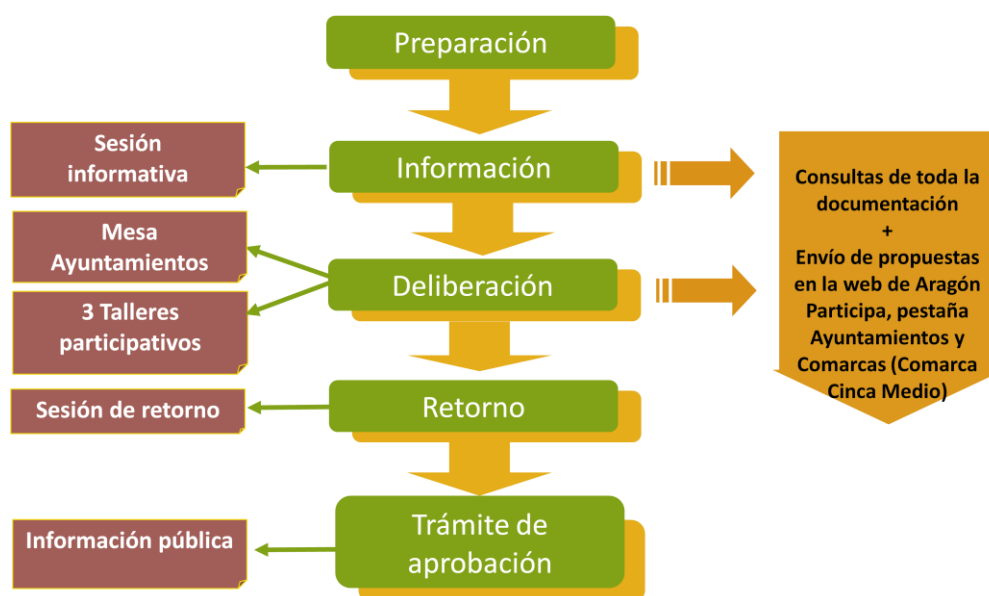 Preparación
Sesión
informativa
Información
Consultas de toda la
documentación
+
Envío de propuestas
en la web de Aragón
Participa, pestaña
Ayuntamientos y
Comarcas (Comarca
Cinca Medio)
Mesa
Ayuntamientos
3 Talleres
participativos
Deliberación
Sesión de retorno
Retorno
Información pública
Trámite de
aprobación